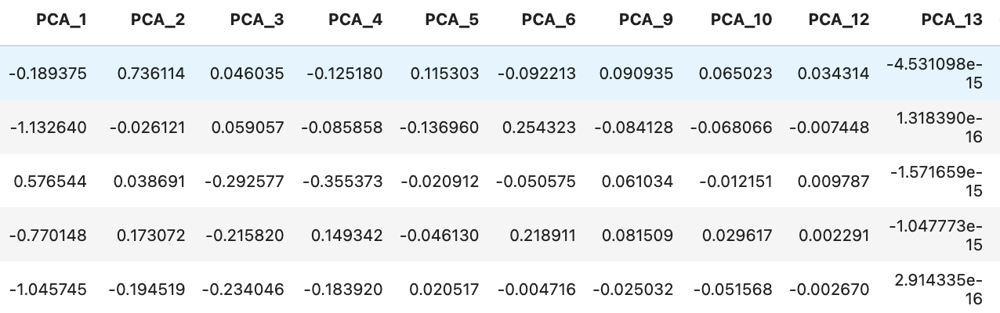 PCA_1 PCA_2 PCA_3 PCA_4 PCA_5 PCA_6 PCA_9 PCA_10 PCA_12 PCA_13
-0.189375 0.736114 0.046035 -0.125180 0.115303 -0.092213 0.090935 0.065023 0.034314 -4.531098e-
15
-1.132640 -0.026121 0.059057 -0.085858 -0.136960 0.254323 -0.084128 -0.068066 -0.007448 1.318390e-
16
0.576544 0.038691 -0.292577 -0.355373 -0.020912 -0.050575 0.061034 -0.012151 0.009787 -1.571659e-
15
-0.770148 0.173072 -0.215820 0.149342 -0.046130 0.218911 0.081509 0.029617 0.002291 -1.047773e-
15
-1.045745 -0.194519 -0.234046 -0.183920 0.020517 -0.004716 -0.025032 -0.051568 -0.002670 2.914335e-
16